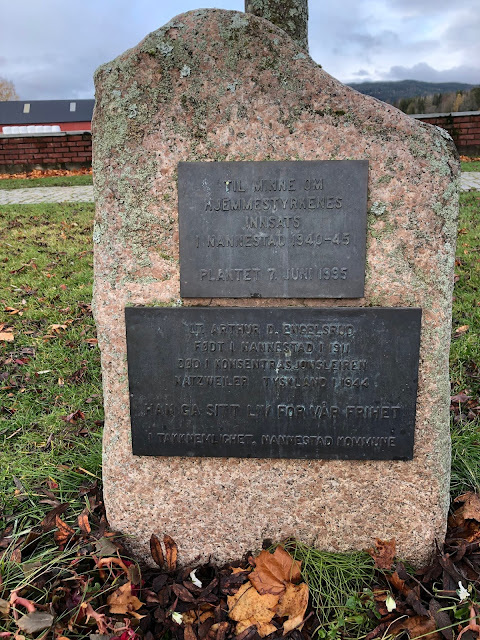 TIL MINNE OM
HJEMMESTYRKENES
INNSATS
I NANNESTAD 1940-45
PLANTET 7. JUNI 1995
LT. ARTHUR D. ENGELSRUD
FØDT I NANNESTAD I 1911
DØD I KONSENTRASJONSLEIREN
NATZWEILER, TYSKLAND I 1944
HAN GA SITT LIV FOR VÅR FRIHET
I TAKKNEMLIGHET, NANNESTAD KOMMUNE